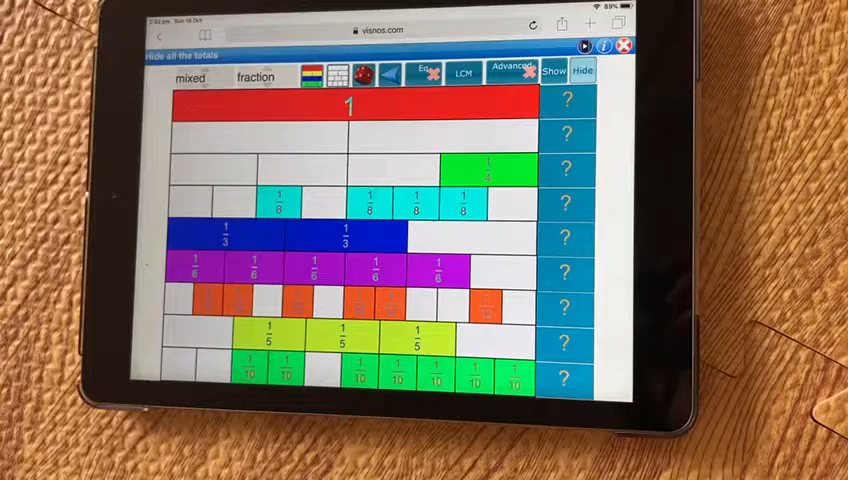 2:32 pm Sun 16 Oct
89%
visnos.com
Hide all the totals
mixed fraction Eq LCM Advanced Show Hide
1 ?
?
1/4 ?
1/8 1/8 1/8 1/8 ?
1/3 1/3 ?
1/6 1/6 1/6 1/6 1/6 ?
1/12 ?
1/5 1/5 1/5 ?
1/10 1/10 1/10 1/10 1/10 1/10 1/10 ?